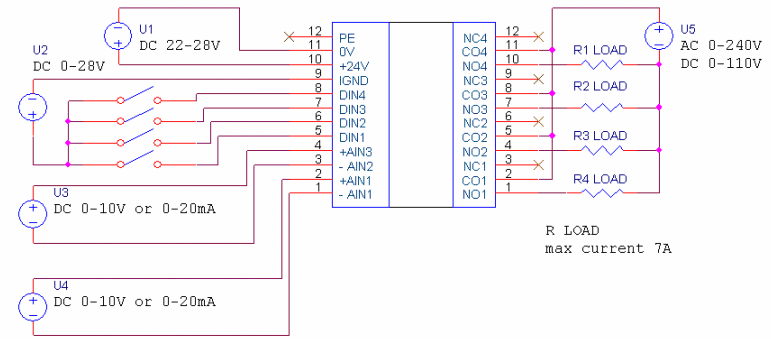 U1
DC 22-28V
U2
DC 0-28V
U3
DC 0-10V or 0-20mA
U4
DC 0-10V or 0-20mA
12 PE
11 0V
10 +24V
9 IGND
8 DIN4
7 DIN3
6 DIN2
5 DIN1
4 +AIN3
3 - AIN2
2 +AIN1
1 - AIN1
NC4 12
CO4 11
NO4 10
NC3 9
CO3 8
NO3 7
NC2 6
CO2 5
NO2 4
NC1 3
CO1 2
NO1 1
R1 LOAD
R2 LOAD
R3 LOAD
R4 LOAD
U5
AC 0-240V
DC 0-110V
R LOAD
max current 7A